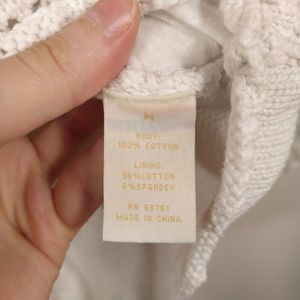 M
BODY:
100% COTTON
LINING:
96% COTTON
4% SPANDEX
RN 93751
MADE IN CHINA